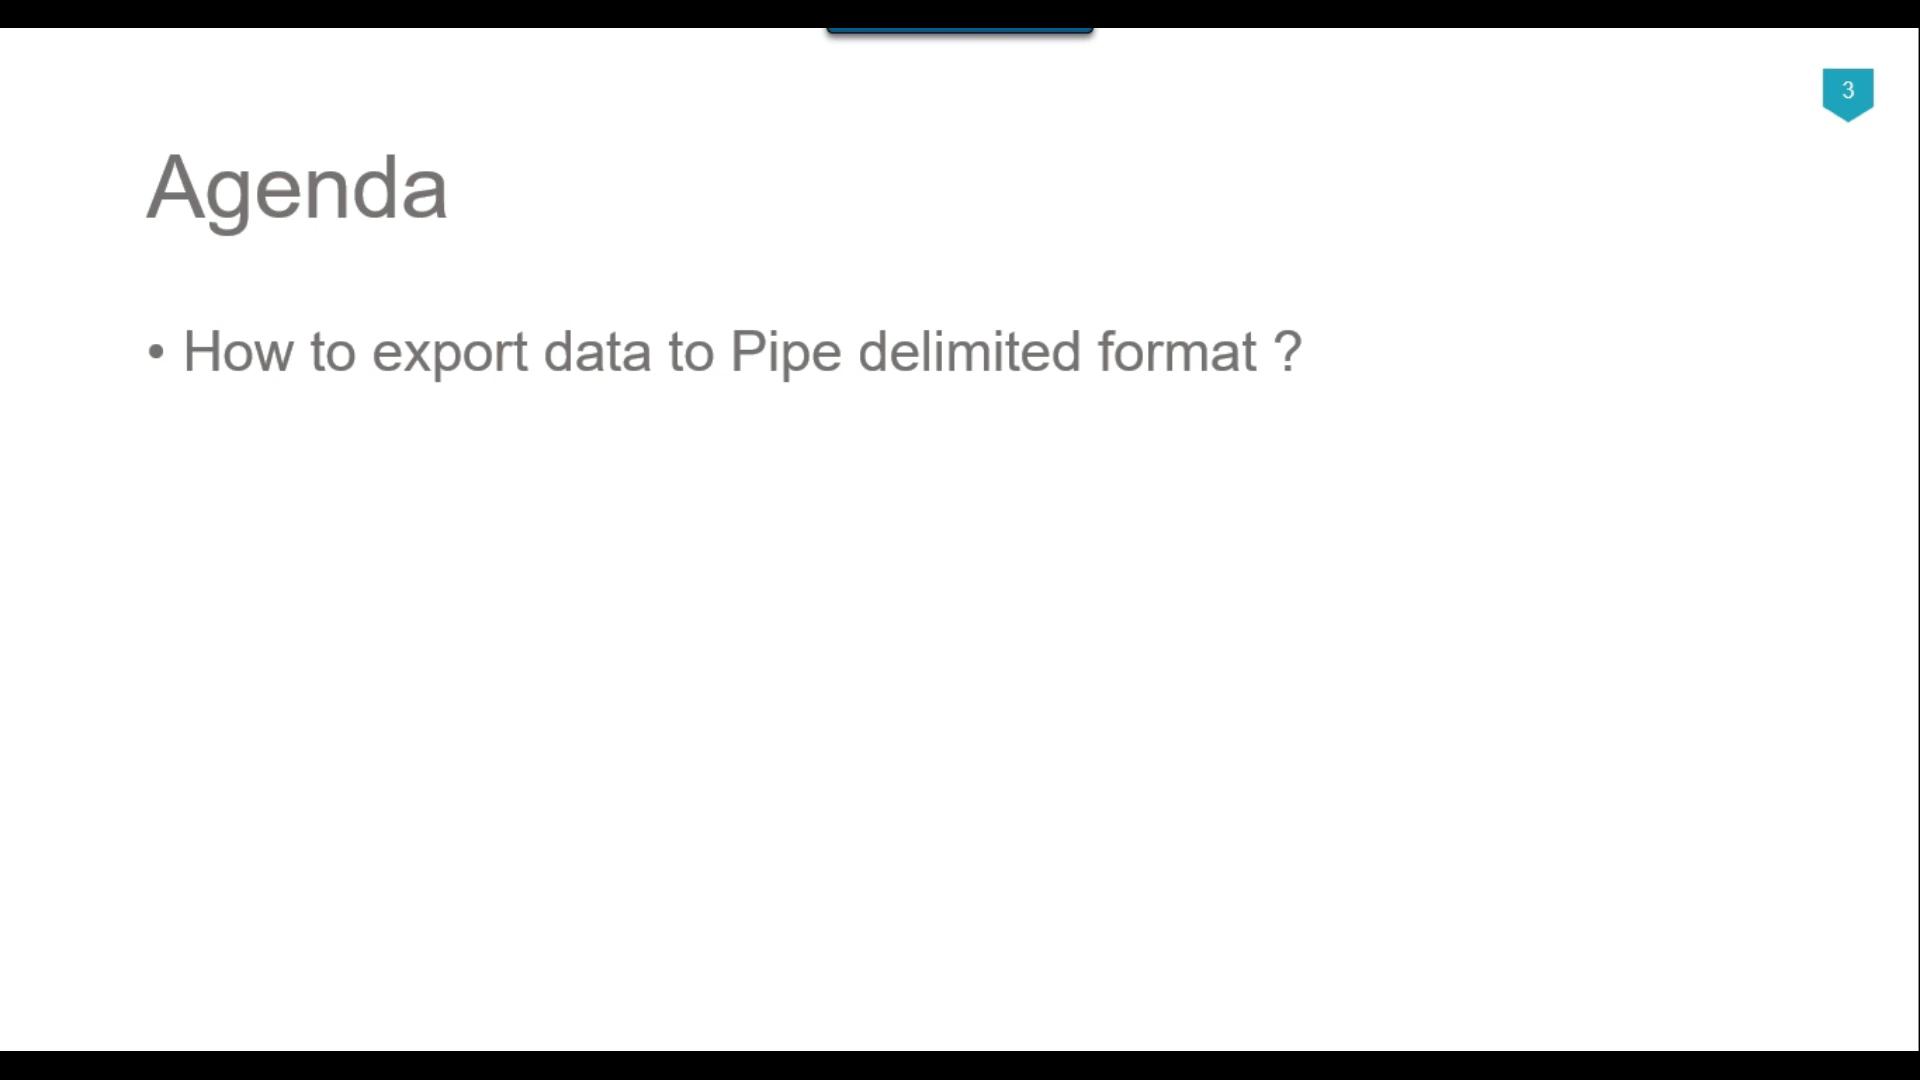 3
Agenda
• How to export data to Pipe delimited format ?